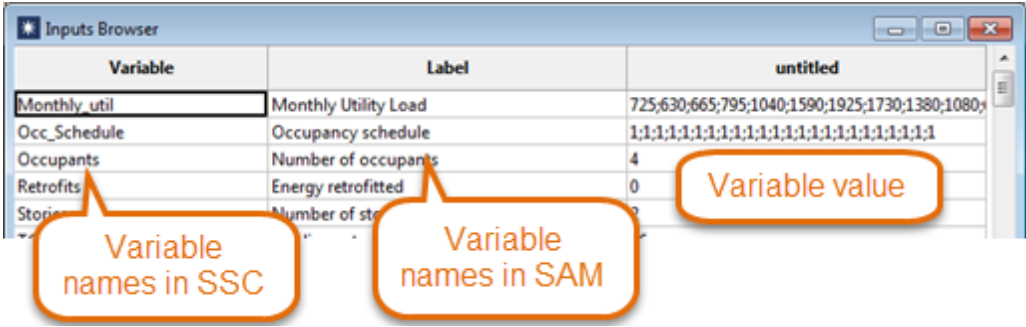 Inputs Browser
Variable Label untitled
Monthly_util Monthly Utility Load 725;630;665;795;1040;1590;1925;1730;1380;1080;
Occ_Schedule Occupancy schedule 1;1;1;1;1;1;1;1;1;1;1;1;1;1;1;1;1;1;1;1;1;1;1;1
Occupants Number of occupants 4
Retrofits Energy retrofitted 0
Variable value
Number of
Variable
names in SSC
Variable
names in SAM